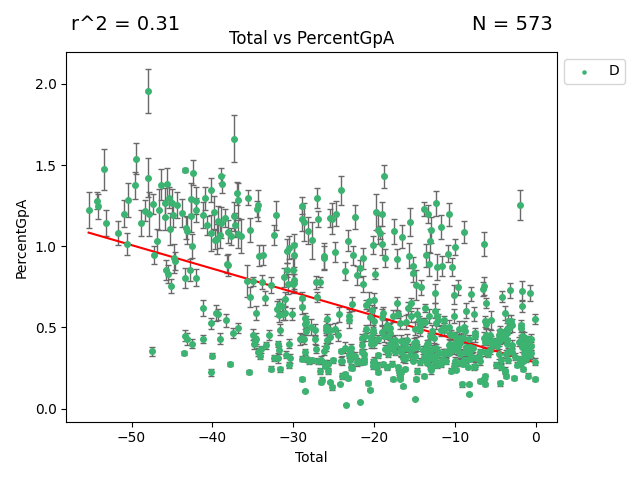 r^2 = 0.31
N = 573
Total vs PercentGpA
D
PercentGpA
2.0
1.5
1.0
0.5
0.0
−50
−40
−30
−20
−10
0
Total